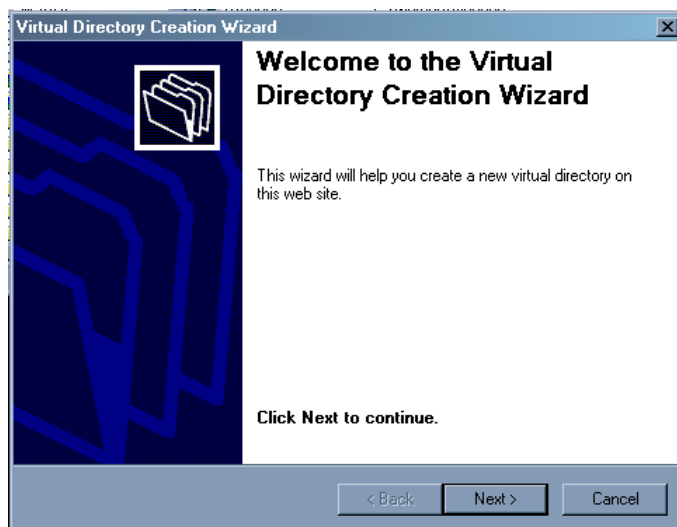 Virtual Directory Creation Wizard
Welcome to the Virtual
Directory Creation Wizard
This wizard will help you create a new virtual directory on
this web site.
Click Next to continue.
< Back
Next >
Cancel